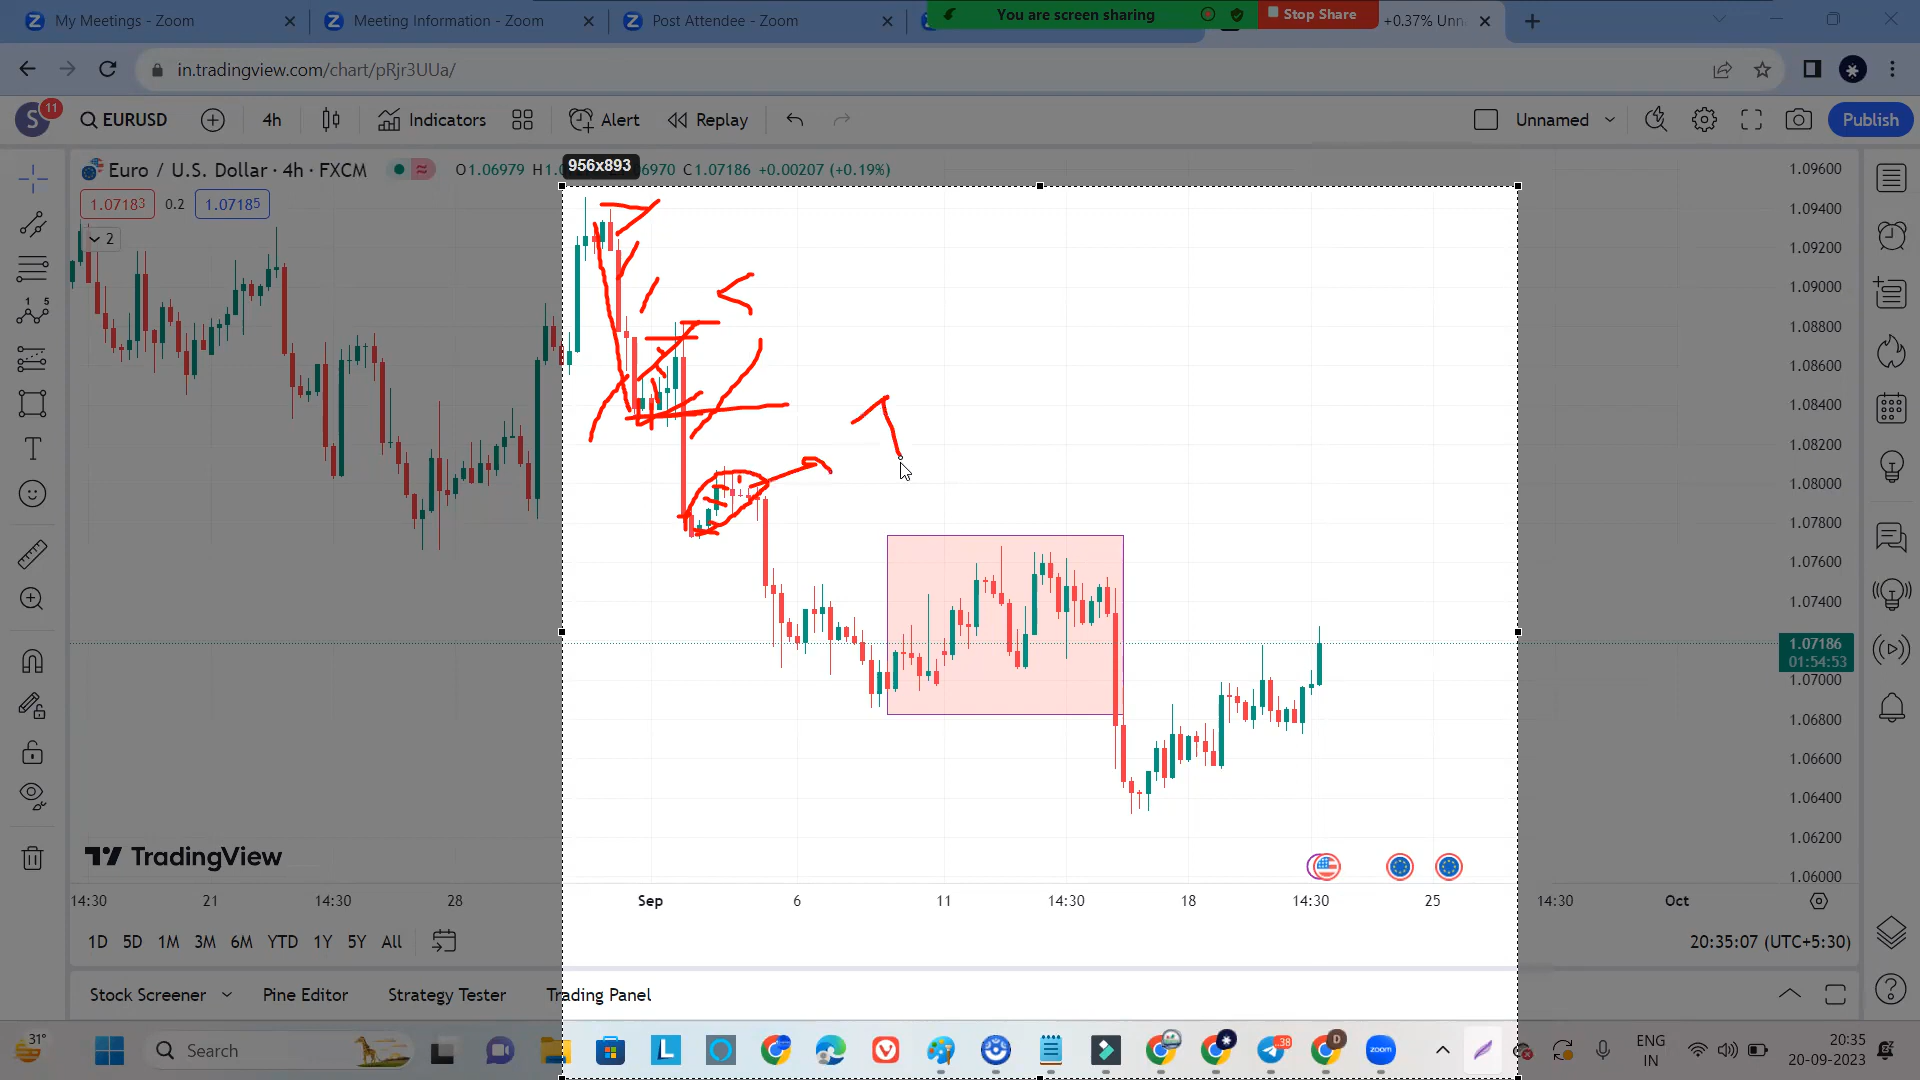 My Meetings - Zoom
Meeting Information - Zoom
Post Attendee - Zoom
You are screen sharing
Stop Share
+0.37% Unn
in.tradingview.com/chart/pRjr3UUa/
S
11
EURUSD
4h
Indicators
Alert
Replay
Unnamed
Publish
956x893
Euro / U.S. Dollar · 4h · FXCM
O1.06979 H1.0 6970 C1.07186 +0.00207 (+0.19%)
1.07183
0.2
1.07185
2
1.09600
1.09400
1.09200
1.09000
1.08800
1.08600
1.08400
1.08200
1.08000
1.07800
1.07600
1.07400
1.07186
01:54:53
1.07000
1.06800
1.06600
1.06400
1.06200
1.06000
TradingView
14:30
21
14:30
28
Sep
6
11
14:30
18
14:30
25
14:30
Oct
1D
5D
1M
3M
6M
YTD
1Y
5Y
All
20:35:07 (UTC+5:30)
Stock Screener
Pine Editor
Strategy Tester
Trading Panel
31°
Search
L
38
D
zoom
ENG
IN
20:35
20-09-2023